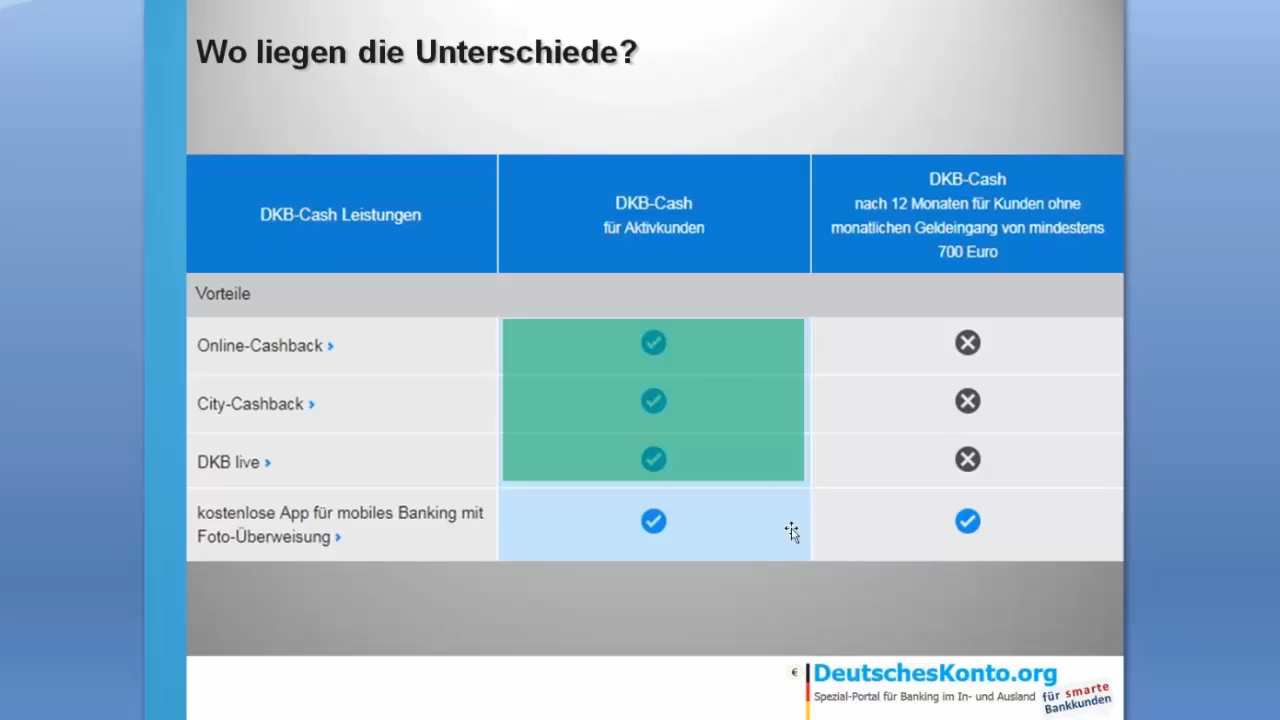 Wo liegen die Unterschiede?
DKB-Cash Leistungen
DKB-Cash
für Aktivkunden
DKB-Cash
nach 12 Monaten für Kunden ohne
monatlichen Geldeingang von mindestens
700 Euro
Vorteile
Online-Cashback ›
City-Cashback ›
DKB live ›
kostenlose App für mobiles Banking mit
Foto-Überweisung ›
€ DeutschesKonto.org
Spezial-Portal für Banking im In- und Ausland
für smarte
Bankkunden